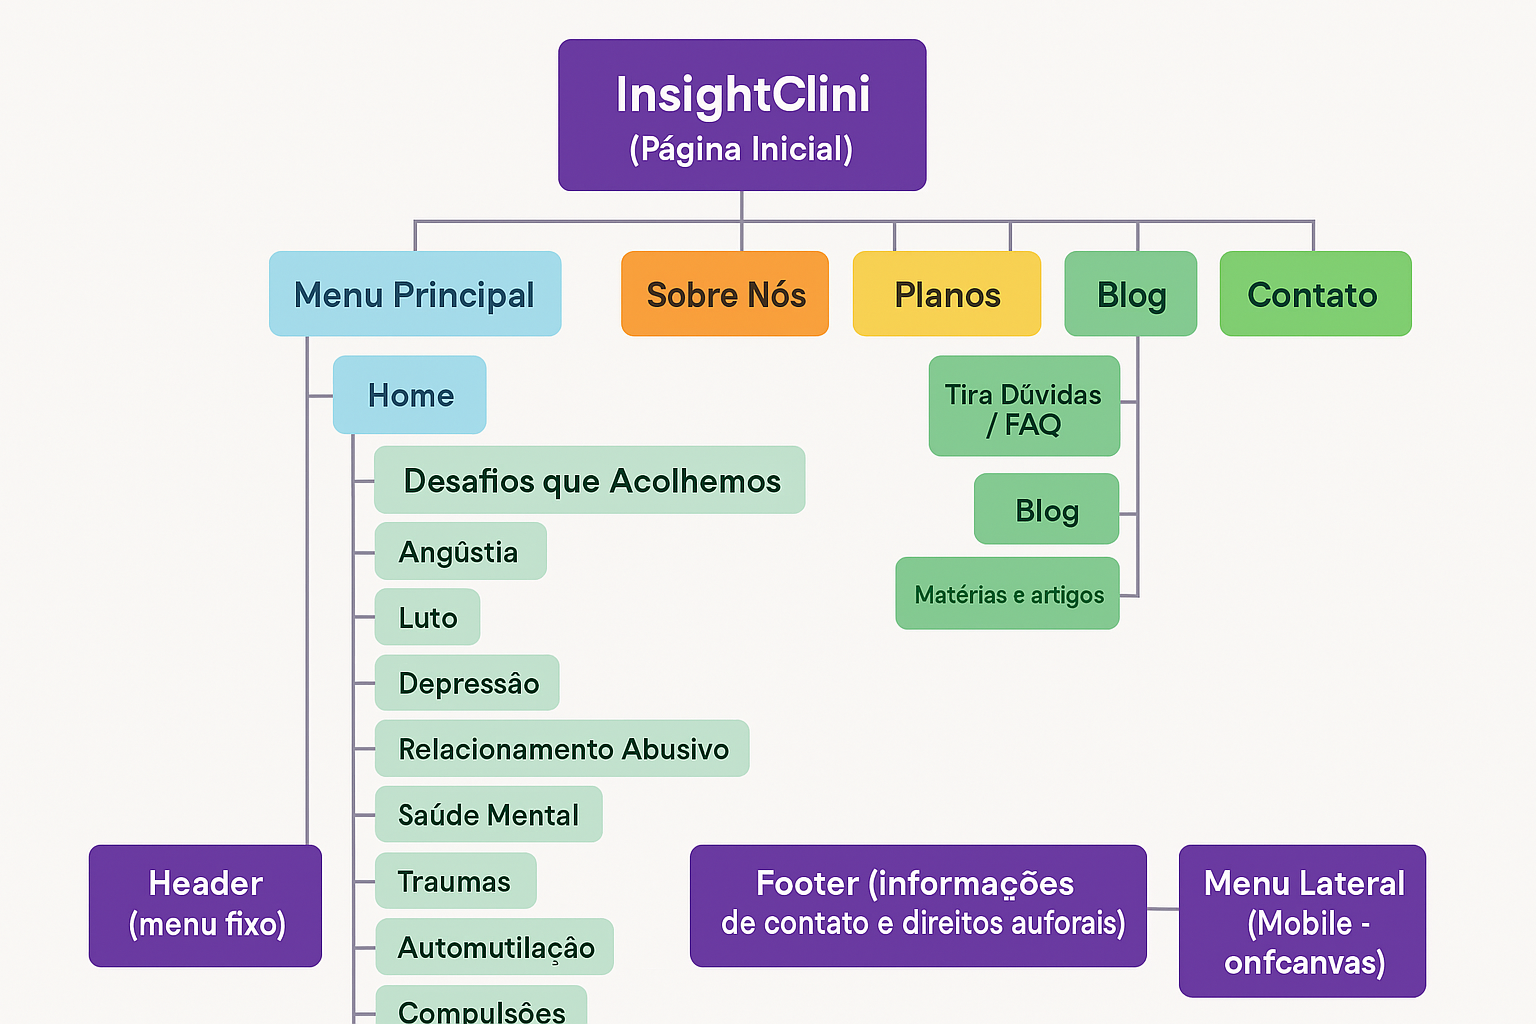 InsightClini
(Página Inicial)
Menu Principal
Sobre Nós
Planos
Blog
Contato
Home
Desafios que Acolhemos
Angûstia
Luto
Depressâo
Relacionamento Abusivo
Saúde Mental
Traumas
Automutilaçâo
Compulsôes
Tira Dűvidas
/ FAQ
Blog
Matérias e artigos
Header
(menu fixo)
Footer (informações
de contato e direitos auforais)
Menu Lateral
(Mobile -
onfcanvas)